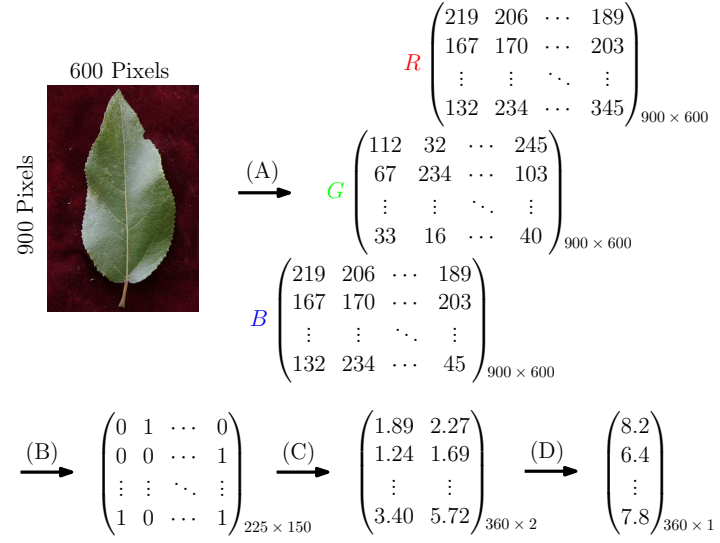 600 Pixels
900 Pixels
(A)
R
219 206 ⋯ 189
167 170 ⋯ 203
⋮ ⋮ ⋱ ⋮
132 234 ⋯ 345
900 × 600
G
112 32 ⋯ 245
67 234 ⋯ 103
⋮ ⋮ ⋱ ⋮
33 16 ⋯ 40
900 × 600
B
219 206 ⋯ 189
167 170 ⋯ 203
⋮ ⋮ ⋱ ⋮
132 234 ⋯ 45
900 × 600
(B)
0 1 ⋯ 0
0 0 ⋯ 1
⋮ ⋮ ⋱ ⋮
1 0 ⋯ 1
225 × 150
(C)
1.89 2.27
1.24 1.69
⋮ ⋮
3.40 5.72
360 × 2
(D)
8.2
6.4
⋮
7.8
360 × 1